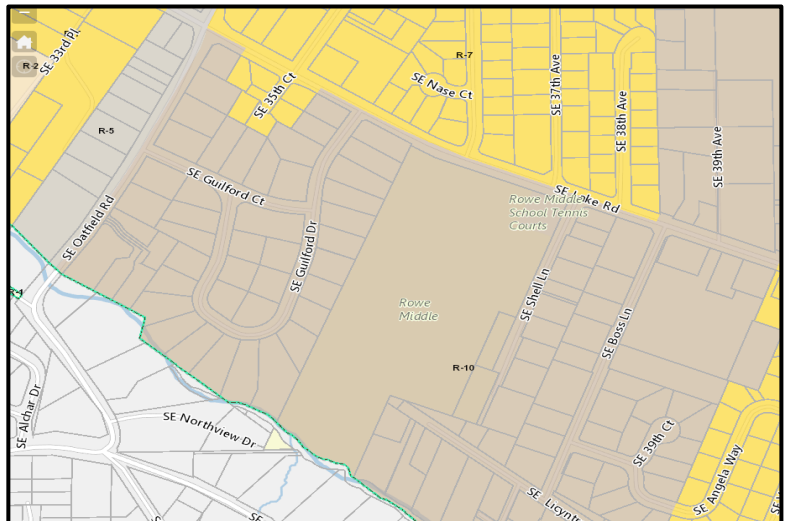 SE 33rd Pl
R-2
R-7
SE Nase Ct
SE 35th Ct
SE 37th Ave
SE 38th Ave
SE 39th Ave
R-5
SE Guilford Ct
SE Lake Rd
Rowe Middle
School Tennis
Courts
SE Oatfield Rd
SE Guilford Dr
SE Shell Ln
Rowe
Middle
SE Boss Ln
R-10
SE Alchar Dr
SE Northview Dr
SE 39th Ct
SE Angela Way
SE
SE
SE